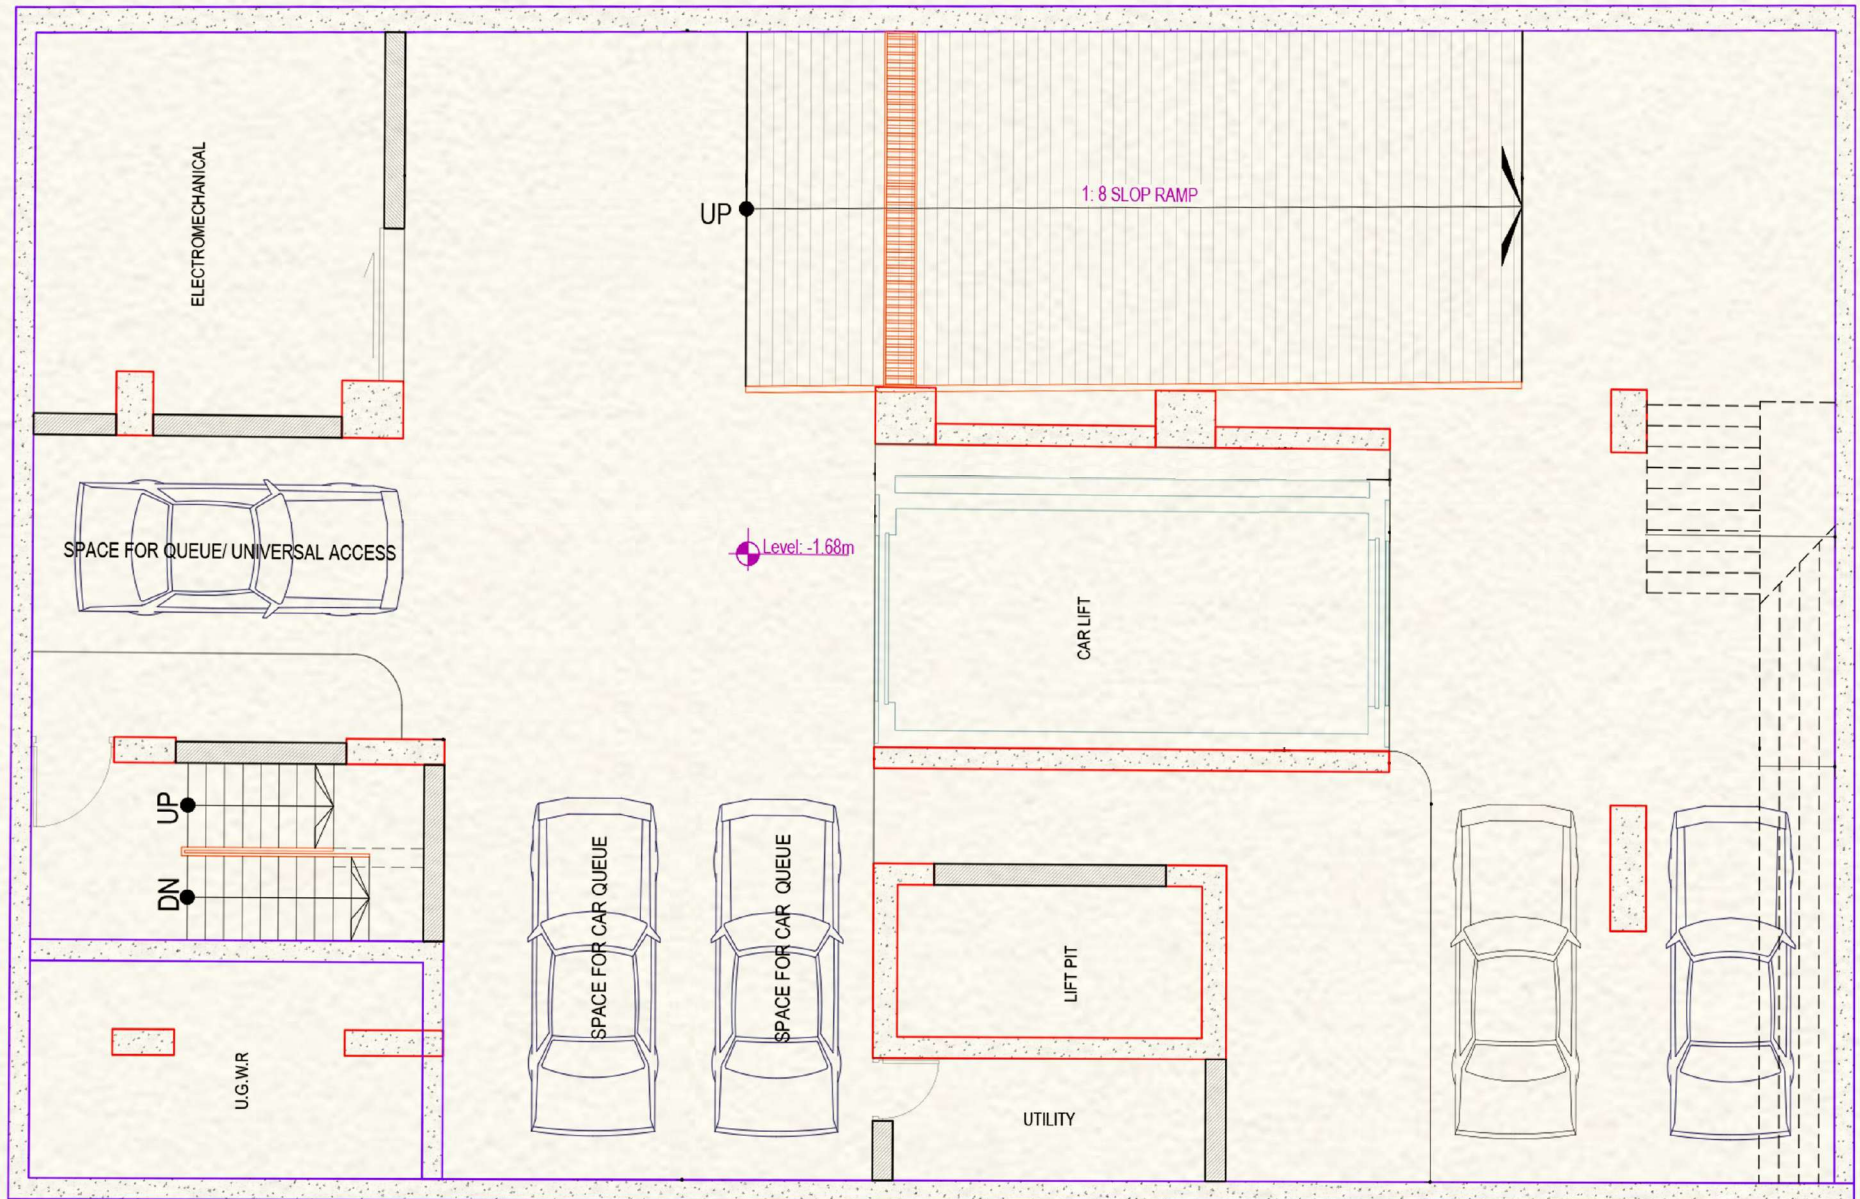 ELECTROMECHANICAL
UP
1: 8 SLOP RAMP
SPACE FOR QUEUE/ UNIVERSAL ACCESS
Level: -1.68m
CAR LIFT
UP
DN
SPACE FOR CAR QUEUE
SPACE FOR CAR QUEUE
LIFT PIT
U.G.W.R
UTILITY